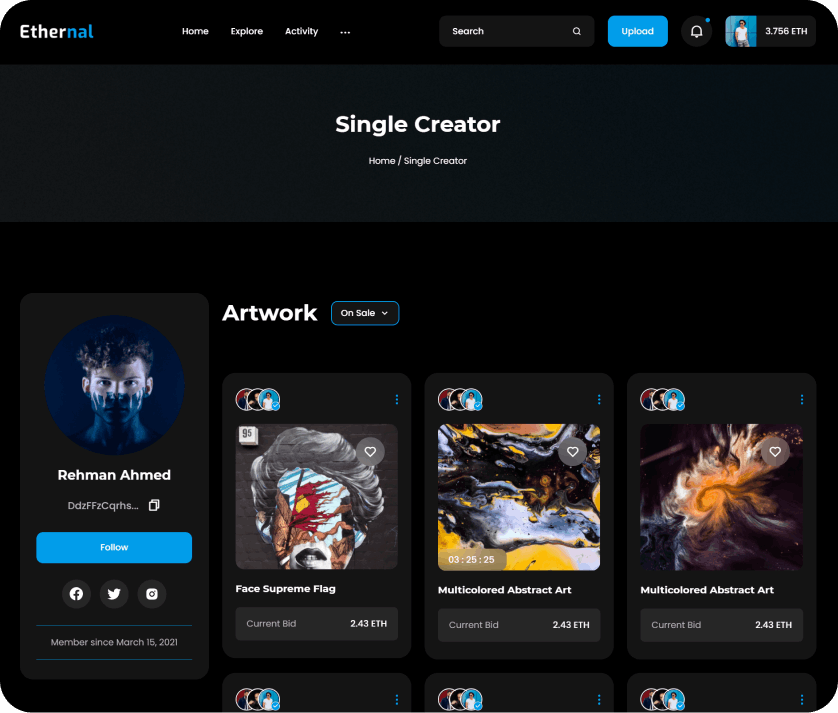 Ethernal
Home Explore Activity ...
Search
Upload
3.756 ETH
Single Creator
Home / Single Creator
Rehman Ahmed
DdzFFzCqrhs...
Follow
Member since March 15, 2021
Artwork
On Sale
95
Face Supreme Flag
Current Bid 2.43 ETH
03 : 25 : 25
Multicolored Abstract Art
Current Bid 2.43 ETH
Multicolored Abstract Art
Current Bid 2.43 ETH